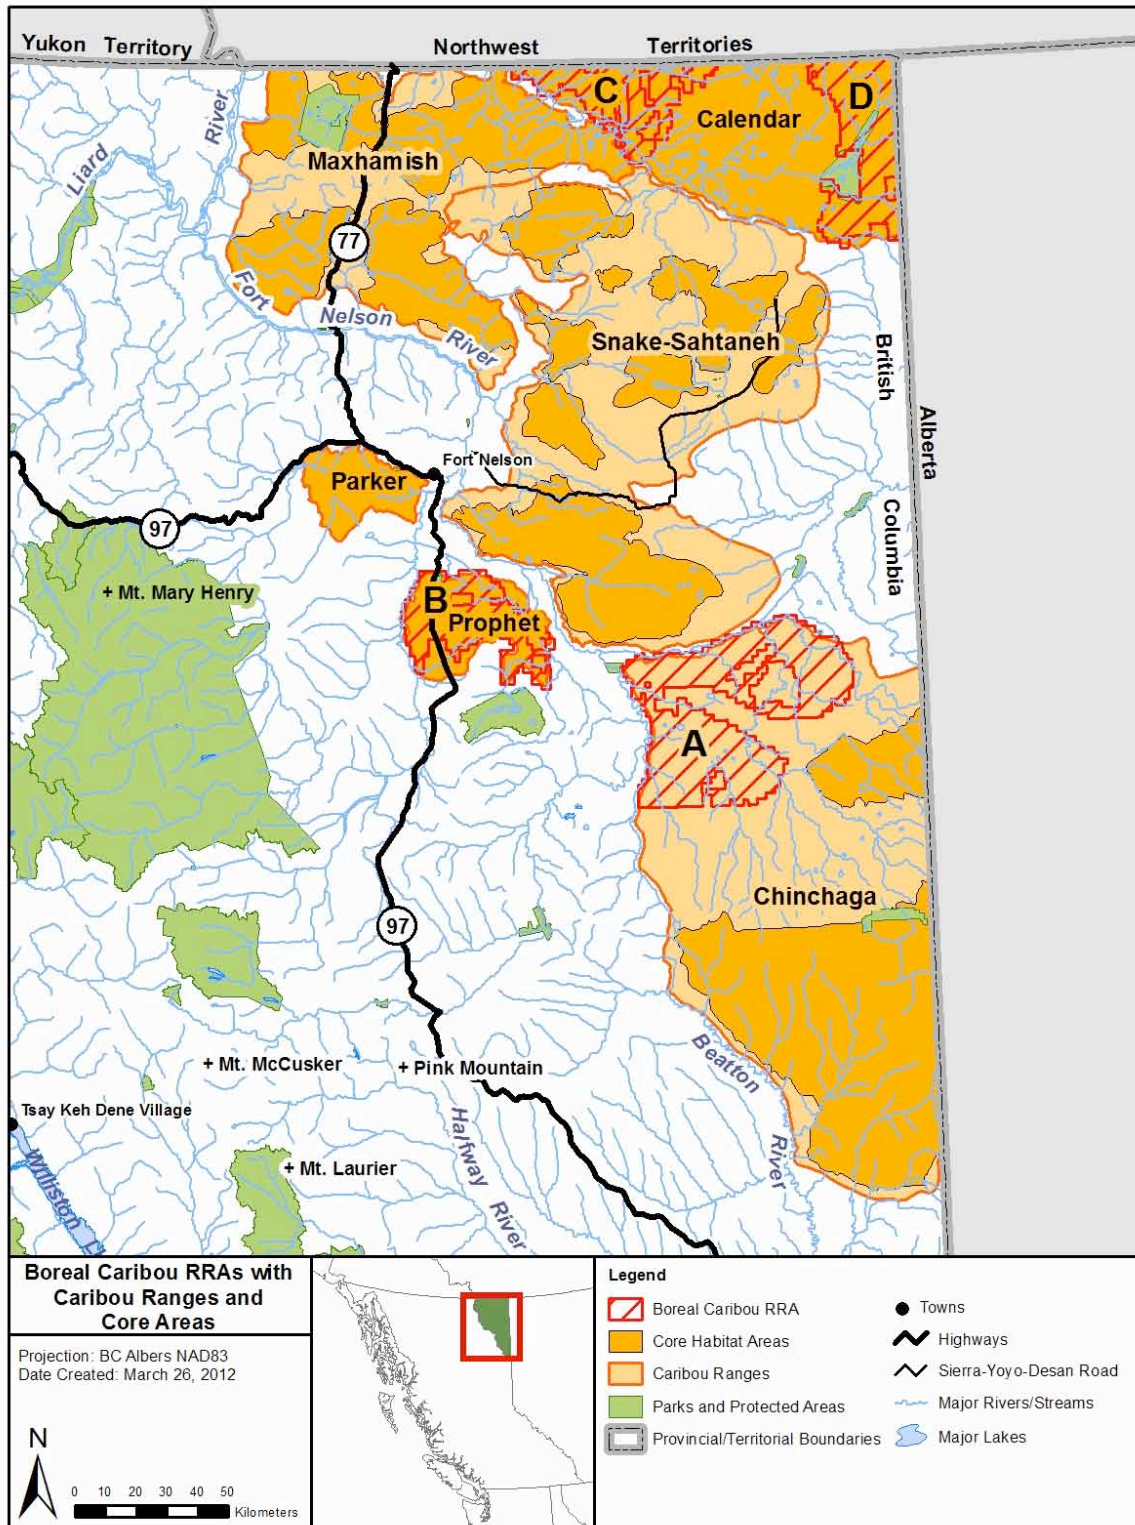 Yukon Territory
Northwest Territories
C
D
Calendar
River
Liard
Maxhamish
77
Fort
Nelson
River
Snake-Sahtaneh
British
Columbia
Alberta
Fort Nelson
Parker
97
+ Mt. Mary Henry
B
Prophet
A
Chinchaga
97
Beatton
River
+ Mt. McCusker
+ Pink Mountain
Tsay Keh Dene Village
Williston L
+ Mt. Laurier
Halfway River
Boreal Caribou RRAs with
Caribou Ranges and
Core Areas
Projection: BC Albers NAD83
Date Created: March 26, 2012
N
0 10 20 30 40 50
Kilometers
Legend
Boreal Caribou RRA
Core Habitat Areas
Caribou Ranges
Parks and Protected Areas
Provincial/Territorial Boundaries
Towns
Highways
Sierra-Yoyo-Desan Road
Major Rivers/Streams
Major Lakes